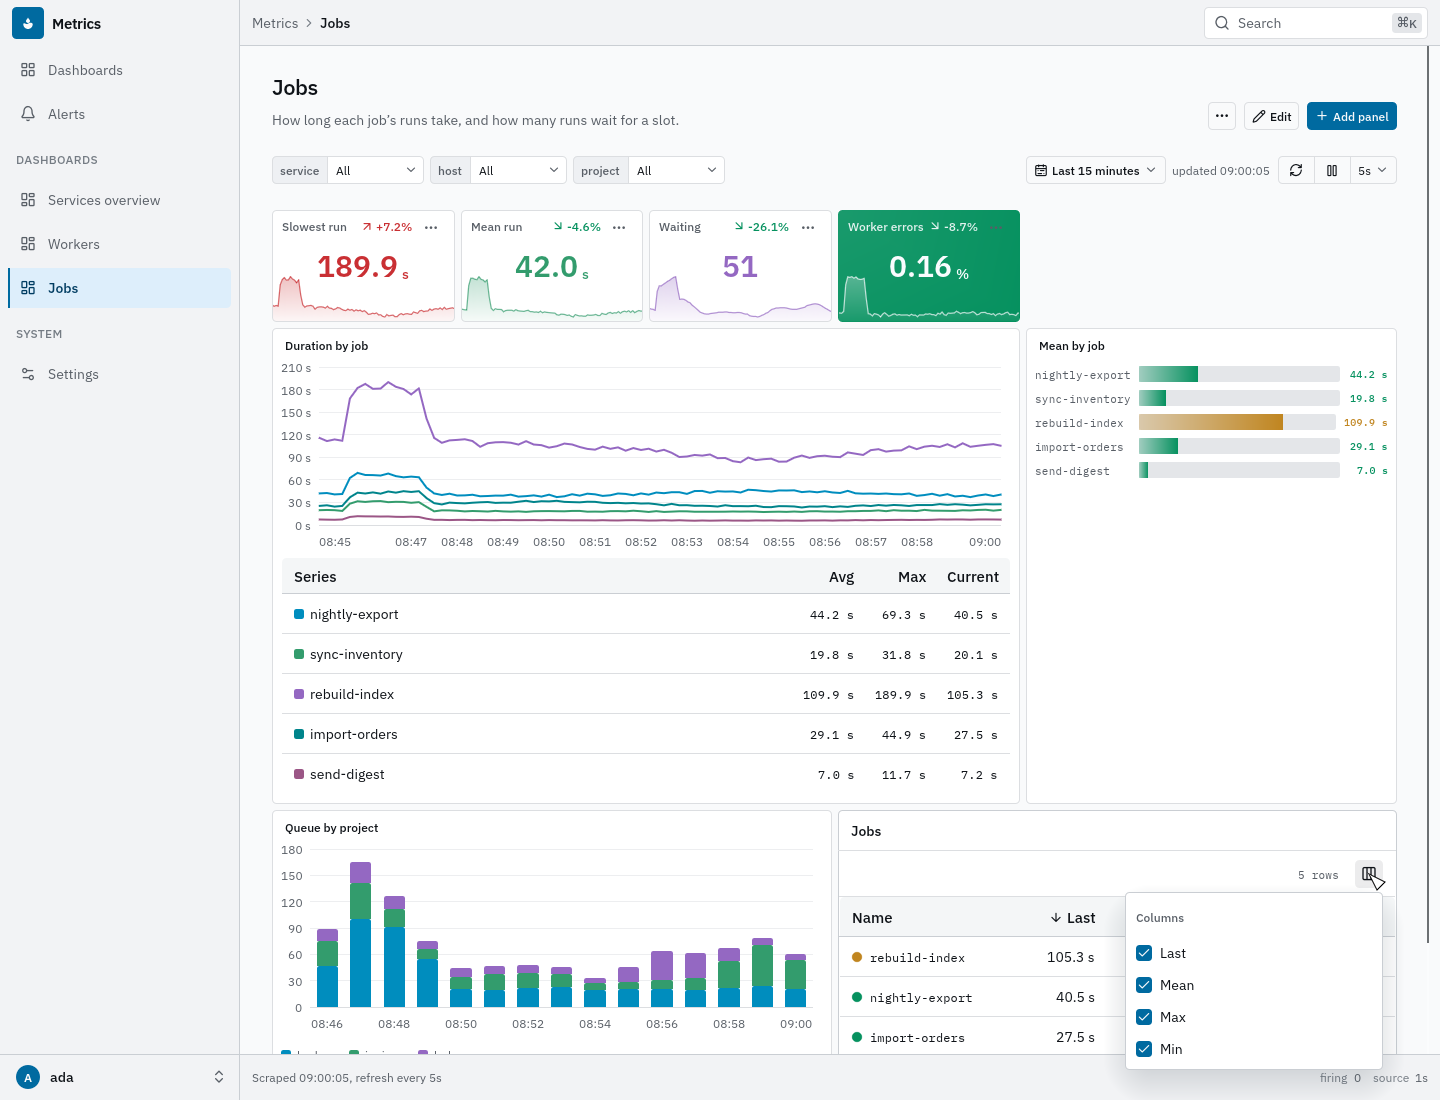 Metrics
Dashboards
Alerts
DASHBOARDS
Services overview
Workers
Jobs
SYSTEM
Settings
A ada
Metrics > Jobs
Search ⌘K
Jobs
How long each job's runs take, and how many runs wait for a slot.
Edit
Add panel
service All
host All
project All
Last 15 minutes
updated 09:00:05
5s
Slowest run +7.2%
189.9 s
Mean run -4.6%
42.0 s
Waiting -26.1%
51
Worker errors -8.7%
0.16 %
Duration by job
210 s
180 s
150 s
120 s
90 s
60 s
30 s
0 s
08:45 08:47 08:48 08:49 08:50 08:51 08:52 08:53 08:54 08:55 08:56 08:57 08:58 09:00
Series Avg Max Current
nightly-export 44.2 s 69.3 s 40.5 s
sync-inventory 19.8 s 31.8 s 20.1 s
rebuild-index 109.9 s 189.9 s 105.3 s
import-orders 29.1 s 44.9 s 27.5 s
send-digest 7.0 s 11.7 s 7.2 s
Mean by job
nightly-export 44.2 s
sync-inventory 19.8 s
rebuild-index 109.9 s
import-orders 29.1 s
send-digest 7.0 s
Queue by project
180
150
120
90
60
30
0
08:46 08:48 08:50 08:52 08:54 08:56 08:58 09:00
Jobs
5 rows
Name Last
rebuild-index 105.3 s
nightly-export 40.5 s
import-orders 27.5 s
Columns
Last
Mean
Max
Min
Scraped 09:00:05, refresh every 5s
firing 0 source 1s